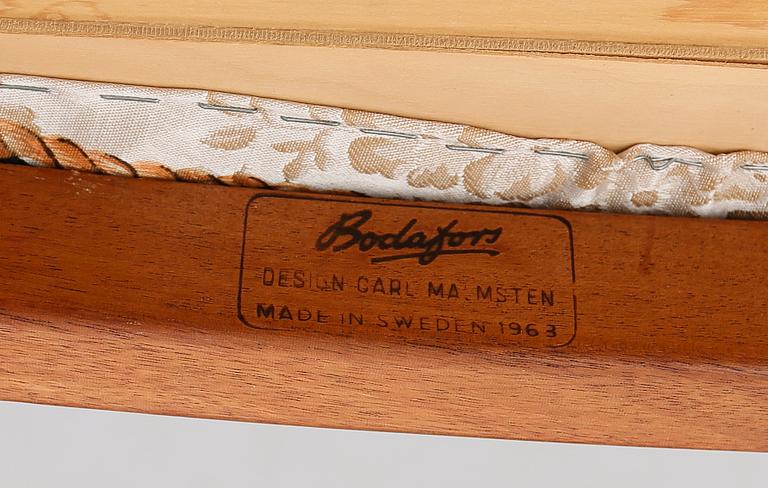 Bodafors
DESIGN CARL MALMSTEN
MADE IN SWEDEN 1963